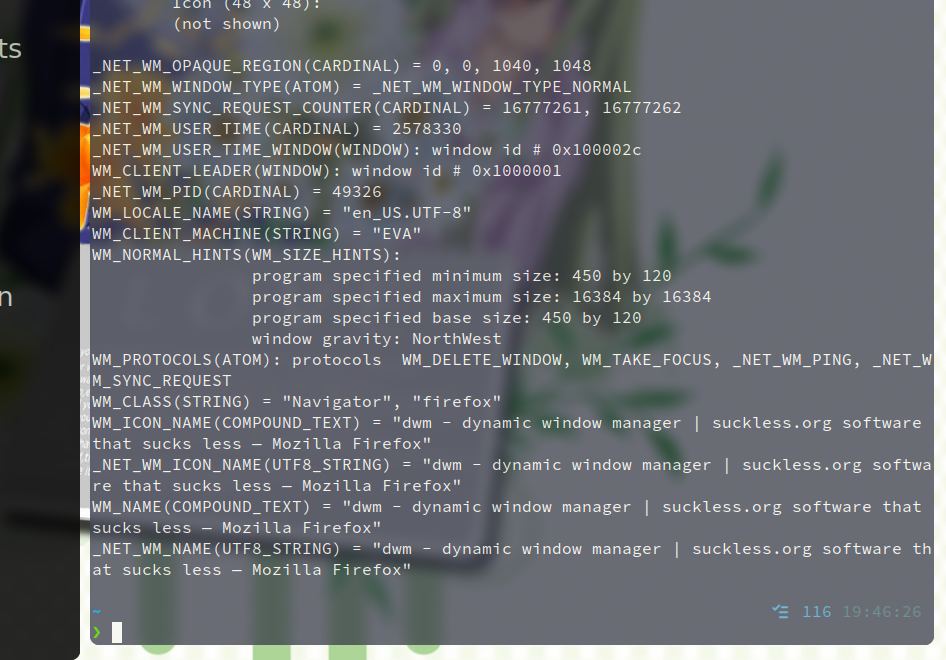 ts
n
Icon (48 x 48):
(not shown)
_NET_WM_OPAQUE_REGION(CARDINAL) = 0, 0, 1040, 1048
_NET_WM_WINDOW_TYPE(ATOM) = _NET_WM_WINDOW_TYPE_NORMAL
_NET_WM_SYNC_REQUEST_COUNTER(CARDINAL) = 16777261, 16777262
_NET_WM_USER_TIME(CARDINAL) = 2578330
_NET_WM_USER_TIME_WINDOW(WINDOW): window id # 0x100002c
WM_CLIENT_LEADER(WINDOW): window id # 0x1000001
_NET_WM_PID(CARDINAL) = 49326
WM_LOCALE_NAME(STRING) = "en_US.UTF-8"
WM_CLIENT_MACHINE(STRING) = "EVA"
WM_NORMAL_HINTS(WM_SIZE_HINTS):
program specified minimum size: 450 by 120
program specified maximum size: 16384 by 16384
program specified base size: 450 by 120
window gravity: NorthWest
WM_PROTOCOLS(ATOM): protocols  WM_DELETE_WINDOW, WM_TAKE_FOCUS, _NET_WM_PING, _NET_W
M_SYNC_REQUEST
WM_CLASS(STRING) = "Navigator", "firefox"
WM_ICON_NAME(COMPOUND_TEXT) = "dwm - dynamic window manager | suckless.org software
that sucks less — Mozilla Firefox"
_NET_WM_ICON_NAME(UTF8_STRING) = "dwm - dynamic window manager | suckless.org softwa
re that sucks less — Mozilla Firefox"
WM_NAME(COMPOUND_TEXT) = "dwm - dynamic window manager | suckless.org software that
sucks less — Mozilla Firefox"
_NET_WM_NAME(UTF8_STRING) = "dwm - dynamic window manager | suckless.org software th
at sucks less — Mozilla Firefox"
~ 116 19:46:26
❯